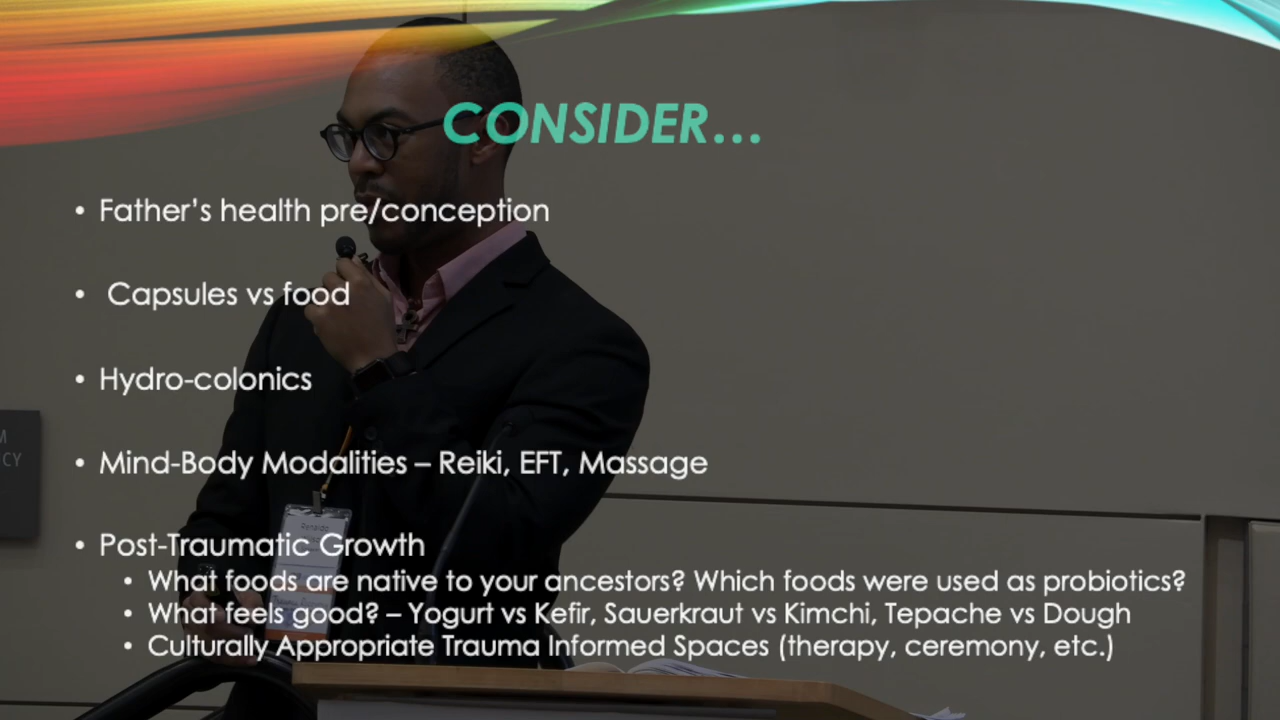 CONSIDER...
• Father's health pre/conception
• Capsules vs food
• Hydro-colonics
• Mind-Body Modalities – Reiki, EFT, Massage
• Post-Traumatic Growth
• What foods are native to your ancestors? Which foods were used as probiotics?
• What feels good? – Yogurt vs Kefir, Sauerkraut vs Kimchi, Tepache vs Dough
• Culturally Appropriate Trauma Informed Spaces (therapy, ceremony, etc.)
M
CY
Renaldo